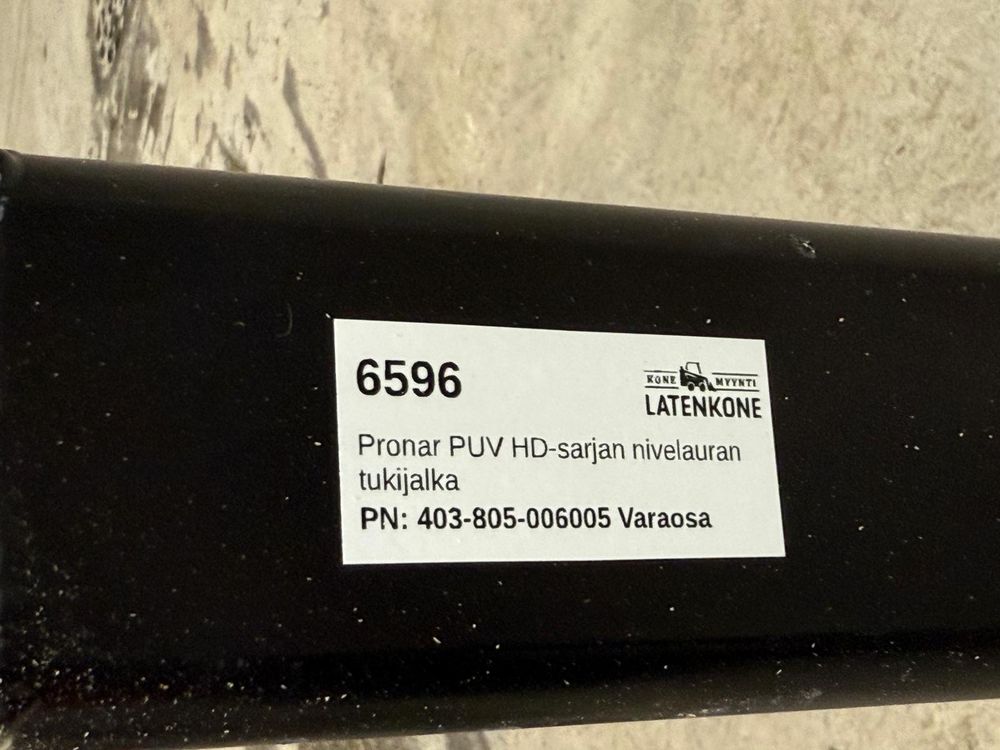 6596
KONE MYYNTI
LATENKONE
Pronar PUV HD-sarjan nivelauran
tukijalka
PN: 403-805-006005 Varaosa